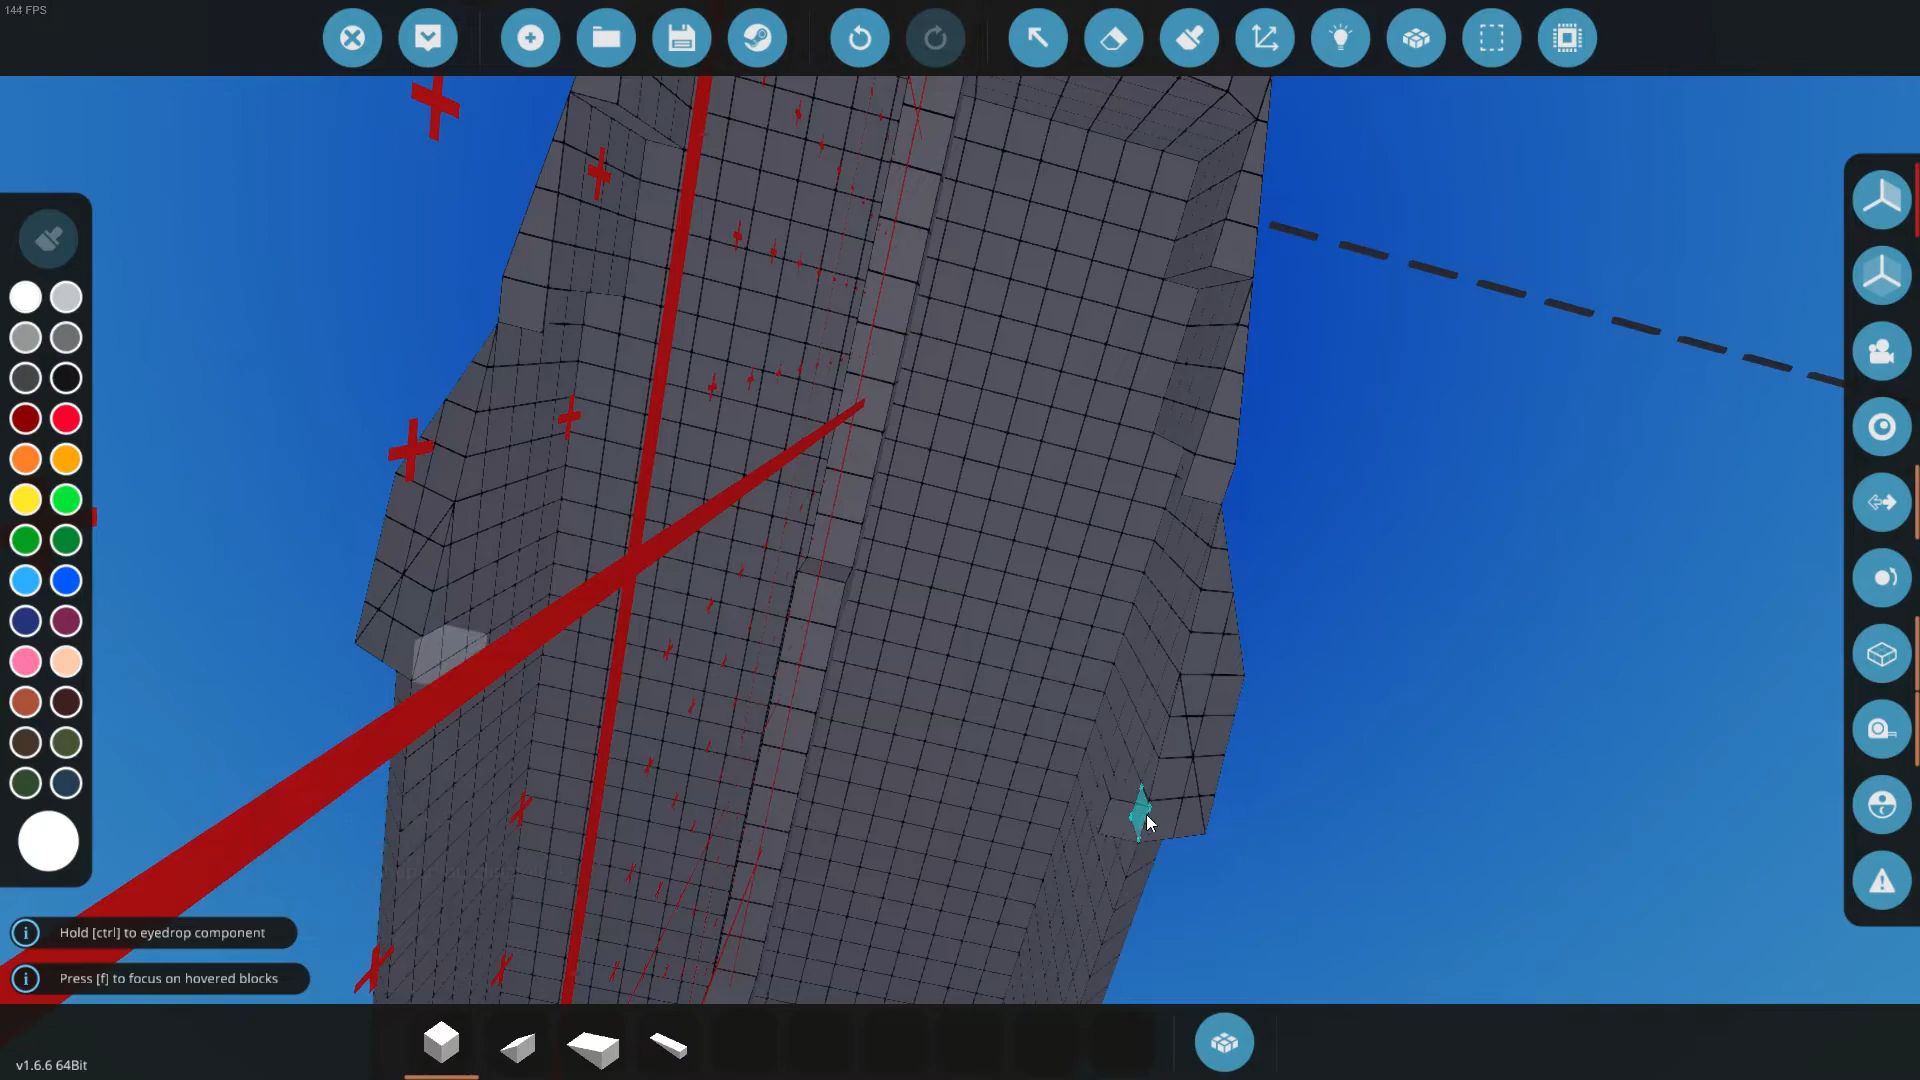 144 FPS
Hold [ctrl] to eyedrop component
Press [f] to focus on hovered blocks
v1.6.6 64Bit